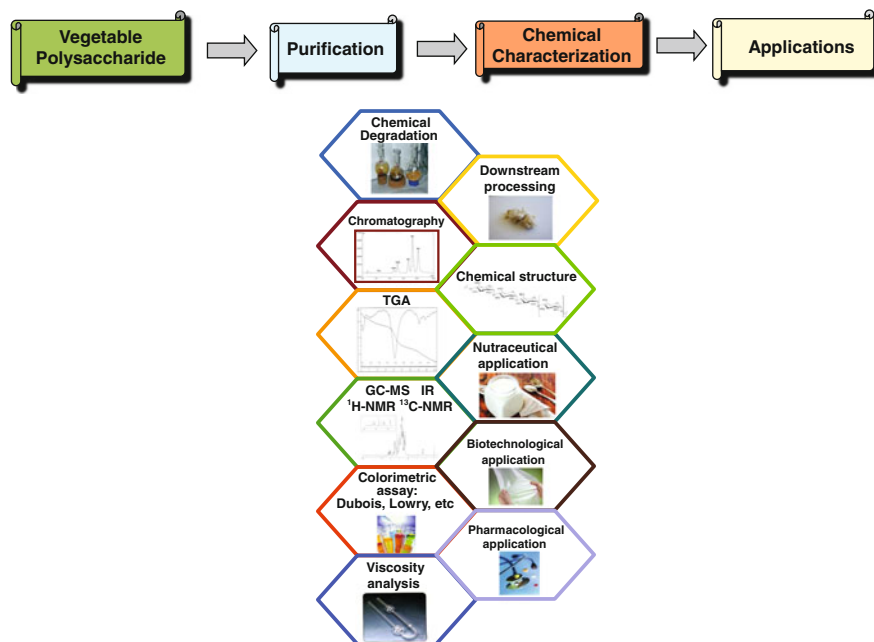 Vegetable
Polysaccharide
Purification
Chemical
Characterization
Applications
Chemical
Degradation
Downstream
processing
Chromatography
Chemical structure
TGA
Nutraceutical
application
GC-MS IR
¹H-NMR ¹³C-NMR
Biotechnological
application
Colorimetric
assay:
Dubois, Lowry, etc
Pharmacological
application
Viscosity
analysis